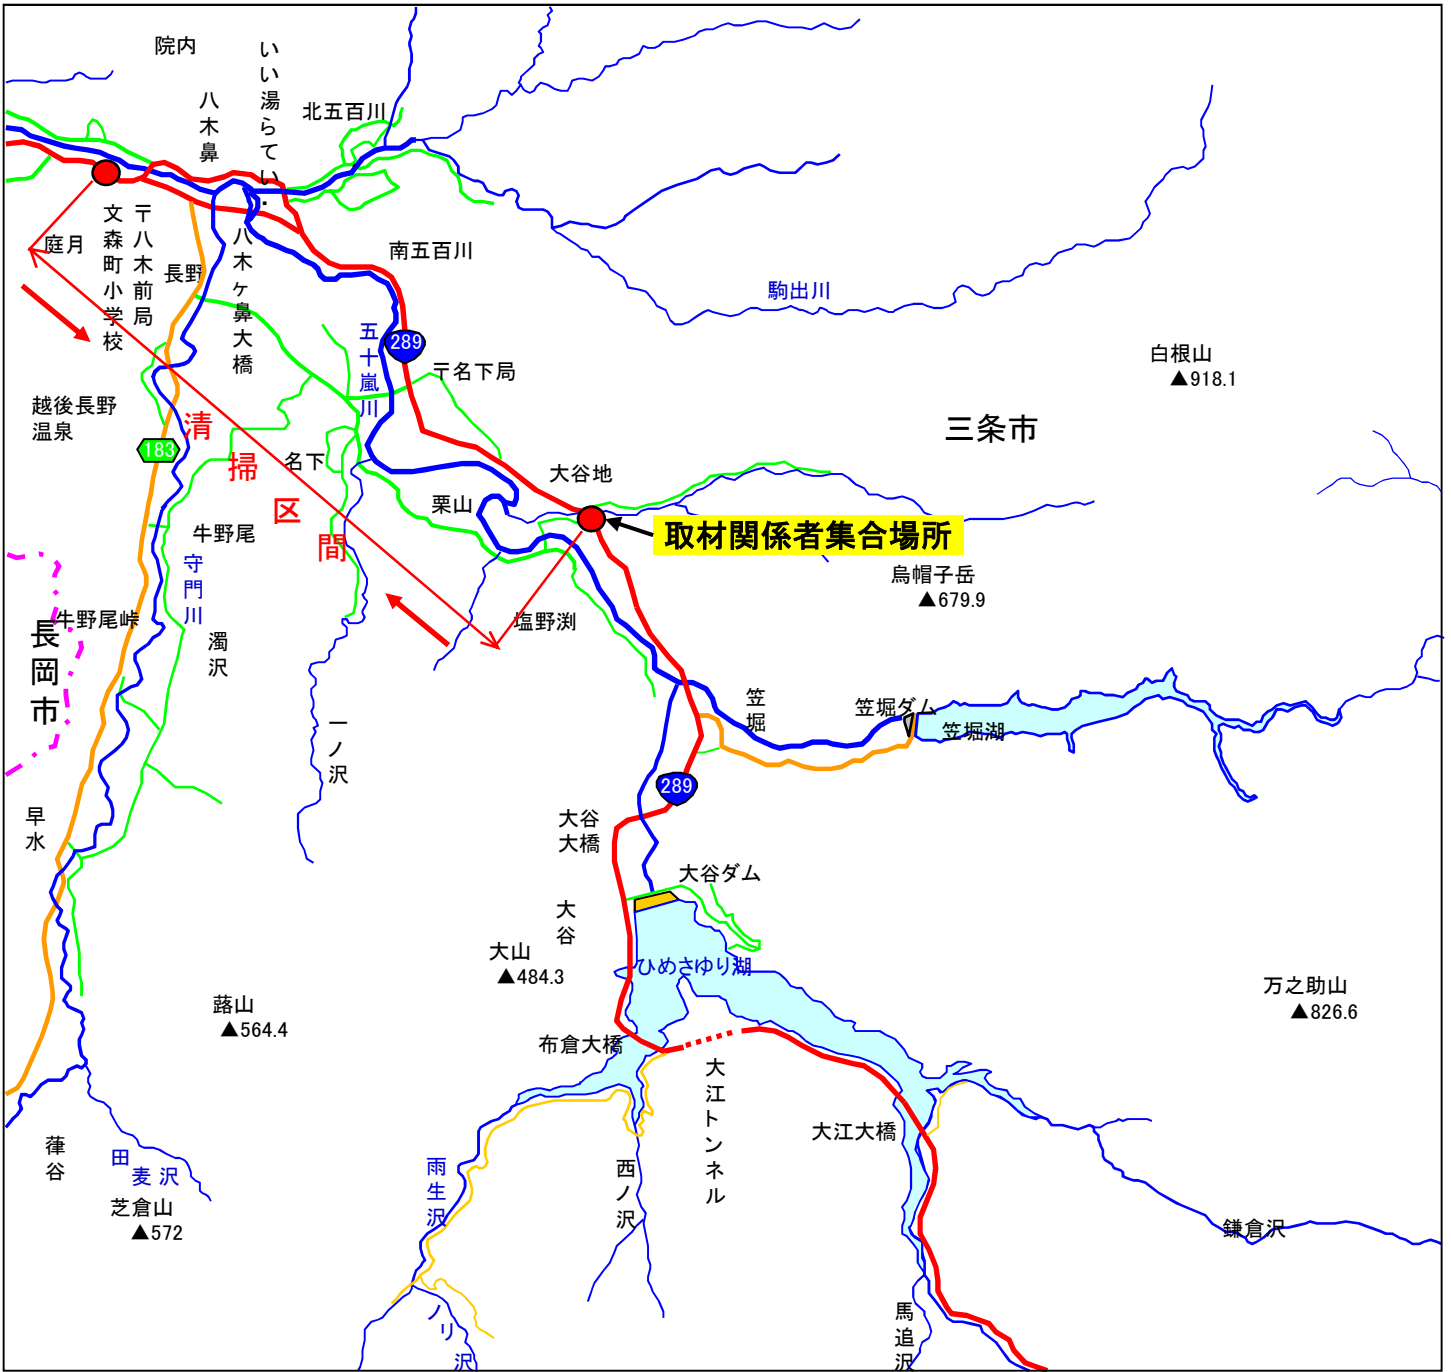 院内
いい湯らてい・
八木鼻
北五百川
文森町小学校
〒八木前局
庭月
長野
八木ヶ鼻大橋
南五百川
駒出川
五十嵐川
289
〒名下局
白根山
▲918.1
三条市
越後長野
温泉
183
清掃区間
名下
大谷地
栗山
取材関係者集合場所
牛野尾
守門川
烏帽子岳
▲679.9
牛野尾峠
長岡市
濁沢
塩野渕
笠堀
笠堀ダム
笠堀湖
一ノ沢
289
早水
大谷
大橋
大谷ダム
大谷
大山
▲484.3
ひめさゆり湖
万之助山
▲826.6
蕗山
▲564.4
布倉大橋
大江トンネル
大江大橋
葎谷
田麦沢
芝倉山
▲572
雨生沢
西ノ沢
鎌倉沢
ノリ沢
馬追沢